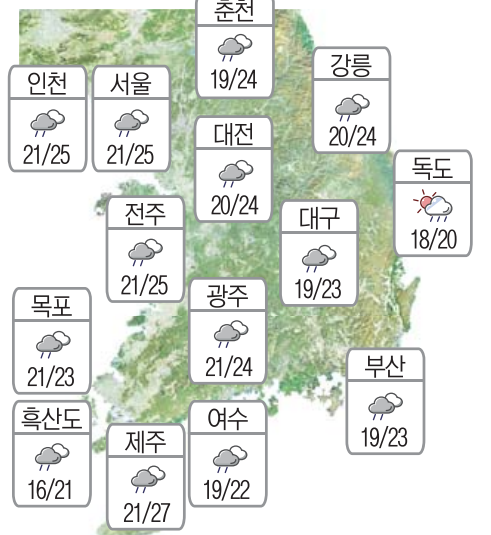 춘천
19/24
강릉
20/24
인천
21/25
서울
21/25
대전
20/24
독도
18/20
전주
21/25
대구
19/23
광주
21/24
목포
21/23
부산
19/23
흑산도
16/21
여수
19/22
제주
21/27